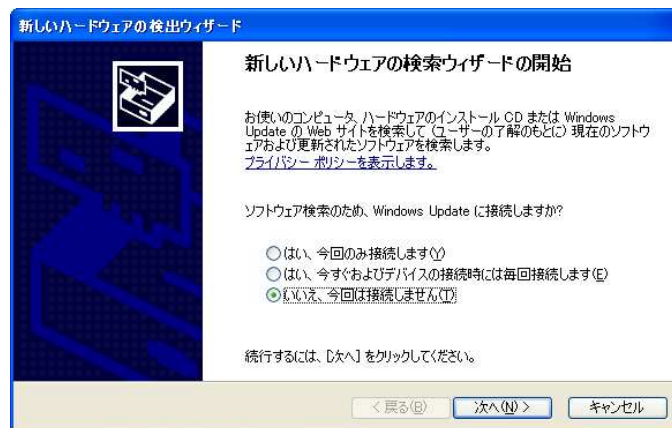 新しいハードウェアの検出ウィザード
新しいハードウェアの検索ウィザードの開始
お使いのコンピュータ、ハードウェアのインストール CD または Windows
Update の Web サイトを検索して (ユーザーの了解のもとに) 現在のソフトウ
ェアおよび更新されたソフトウェアを検索します。
プライバシー ポリシーを表示します。
ソフトウェア検索のため、Windows Update に接続しますか?
はい、今回のみ接続します(Y)
はい、今すぐおよびデバイスの接続時には毎回接続します(E)
いいえ、今回は接続しません(T)
続行するには、[次へ] をクリックしてください。
< 戻る(B)
次へ(N) >
キャンセル